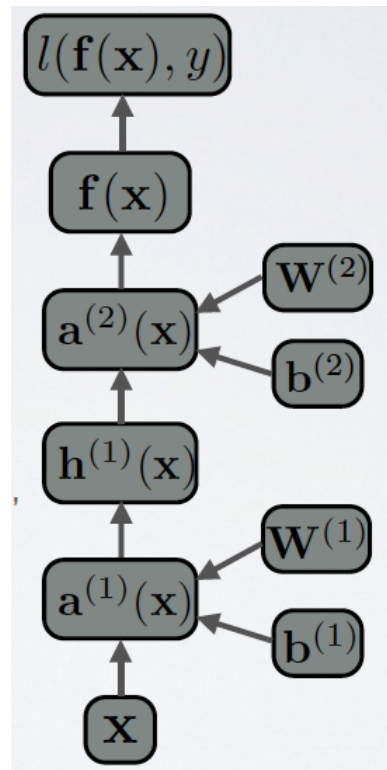 l(f(x), y)
f(x)
W^{(2)}
a^{(2)}(x)
b^{(2)}
h^{(1)}(x)
,
W^{(1)}
a^{(1)}(x)
b^{(1)}
x